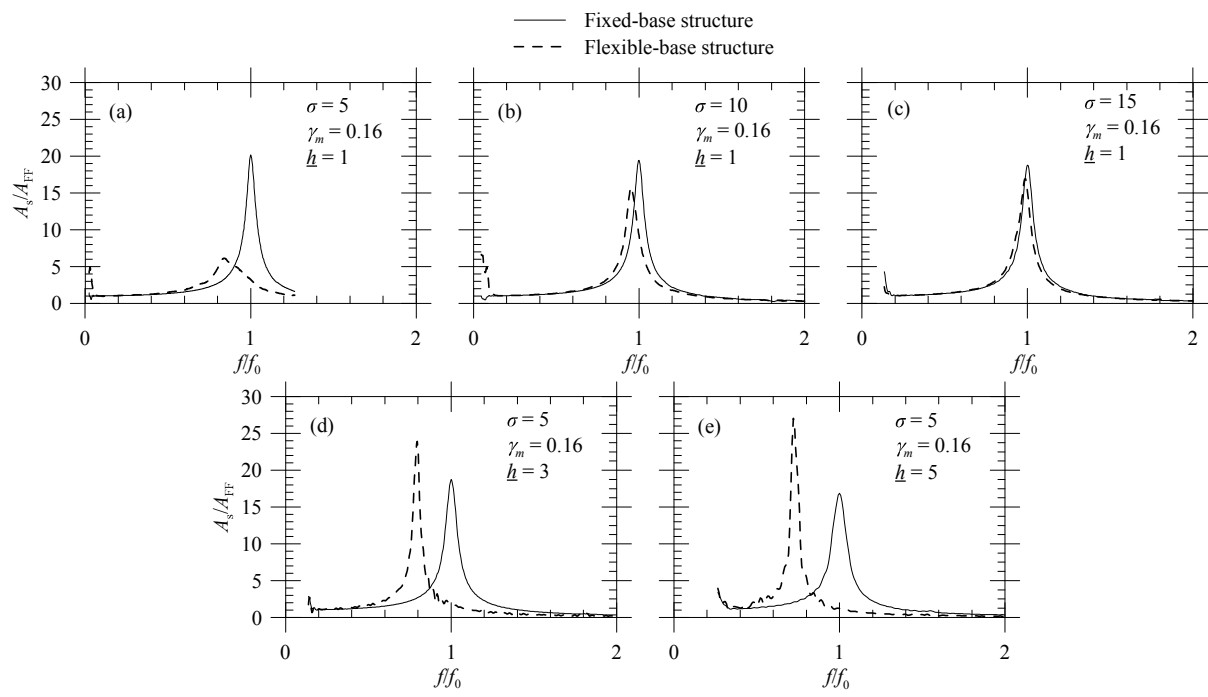 Fixed-base structure
Flexible-base structure
30
25
20
15
10
5
0
A_s/A_FF
(a)
σ = 5
γ_m = 0.16
h = 1
0
1
2
f/f_0
(b)
σ = 10
γ_m = 0.16
h = 1
0
1
2
f/f_0
(c)
σ = 15
γ_m = 0.16
h = 1
0
1
2
f/f_0
30
25
20
15
10
5
0
A_s/A_FF
(d)
σ = 5
γ_m = 0.16
h = 3
0
1
2
f/f_0
(e)
σ = 5
γ_m = 0.16
h = 5
0
1
2
f/f_0